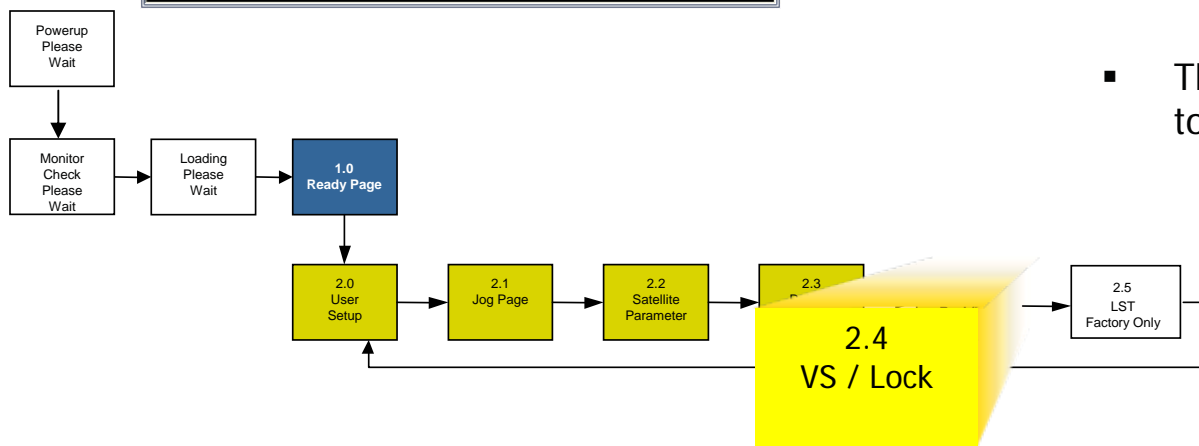 Powerup
Please
Wait
Monitor
Check
Please
Wait
Loading
Please
Wait
1.0
Ready Page
2.0
User
Setup
2.1
Jog Page
2.2
Satellite
Parameter
2.3
2.4
VS / Lock
2.5
LST
Factory Only